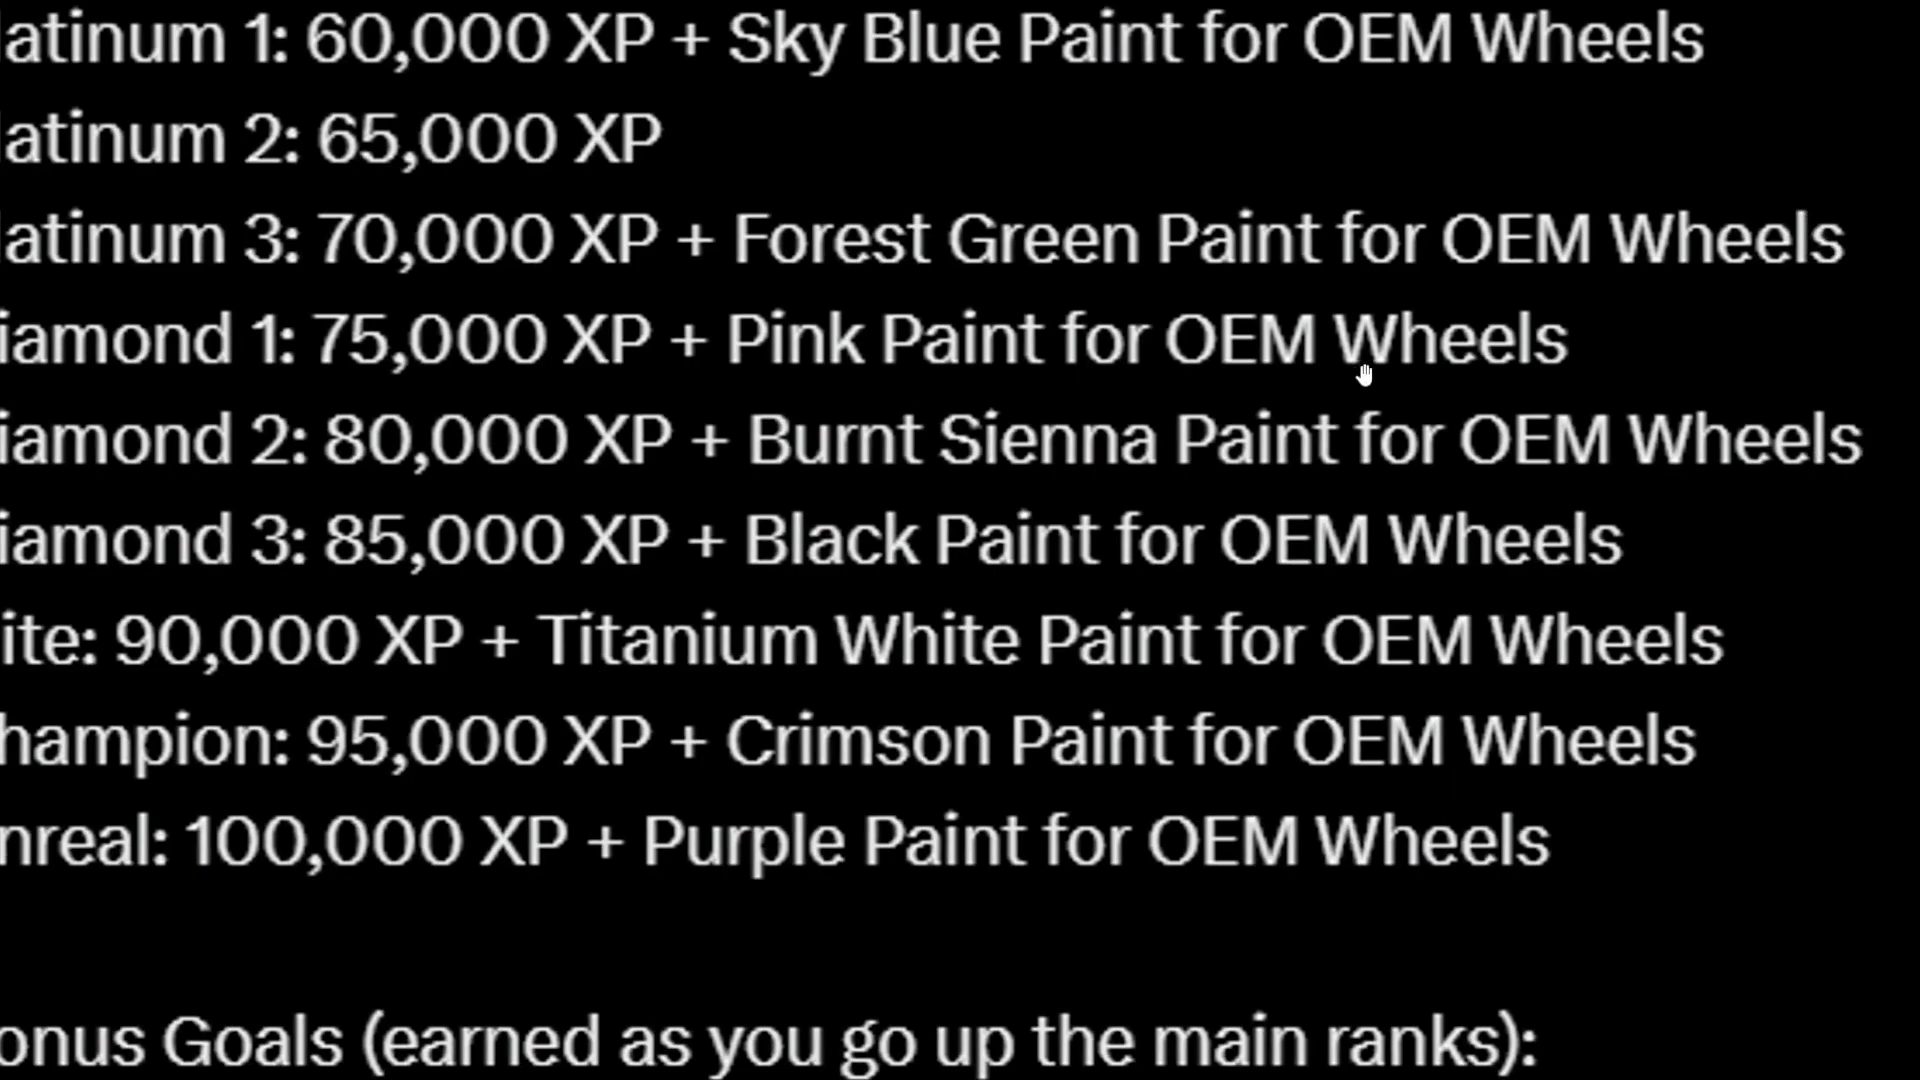 latinum 1: 60,000 XP + Sky Blue Paint for OEM Wheels
latinum 2: 65,000 XP
latinum 3: 70,000 XP + Forest Green Paint for OEM Wheels
iamond 1: 75,000 XP + Pink Paint for OEM Wheels
iamond 2: 80,000 XP + Burnt Sienna Paint for OEM Wheels
iamond 3: 85,000 XP + Black Paint for OEM Wheels
ite: 90,000 XP + Titanium White Paint for OEM Wheels
hampion: 95,000 XP + Crimson Paint for OEM Wheels
nreal: 100,000 XP + Purple Paint for OEM Wheels
onus Goals (earned as you go up the main ranks):